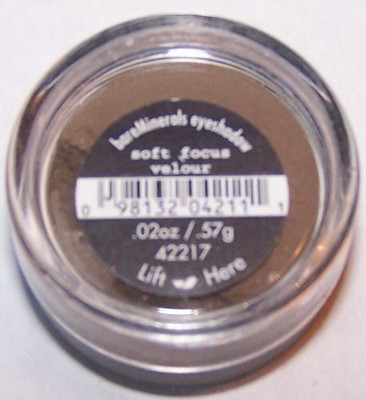 bareMinerals eyeshadow
soft focus
velour
0 98132 04211 1
.02oz / .57g
42217
Lift Here